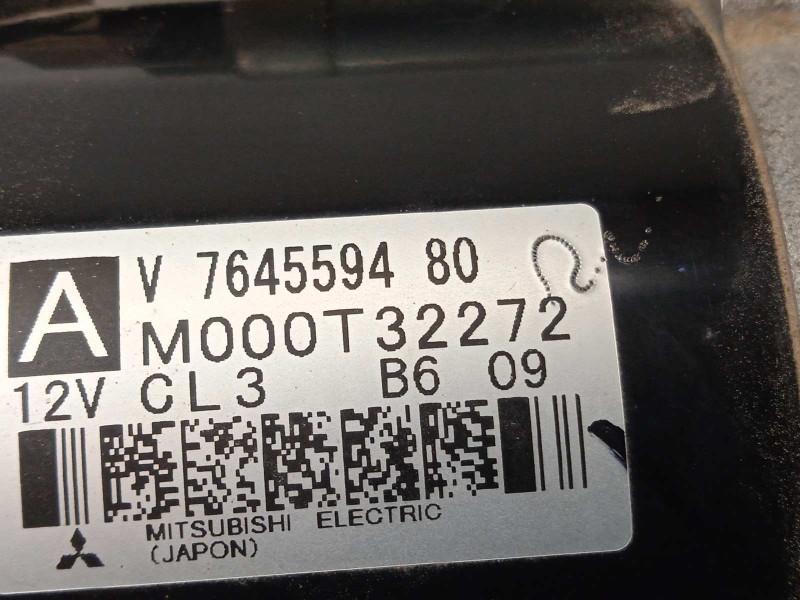 A V 7645594 80
M000T32272
12V CL3 B6 09
MITSUBISHI ELECTRIC
(JAPON)